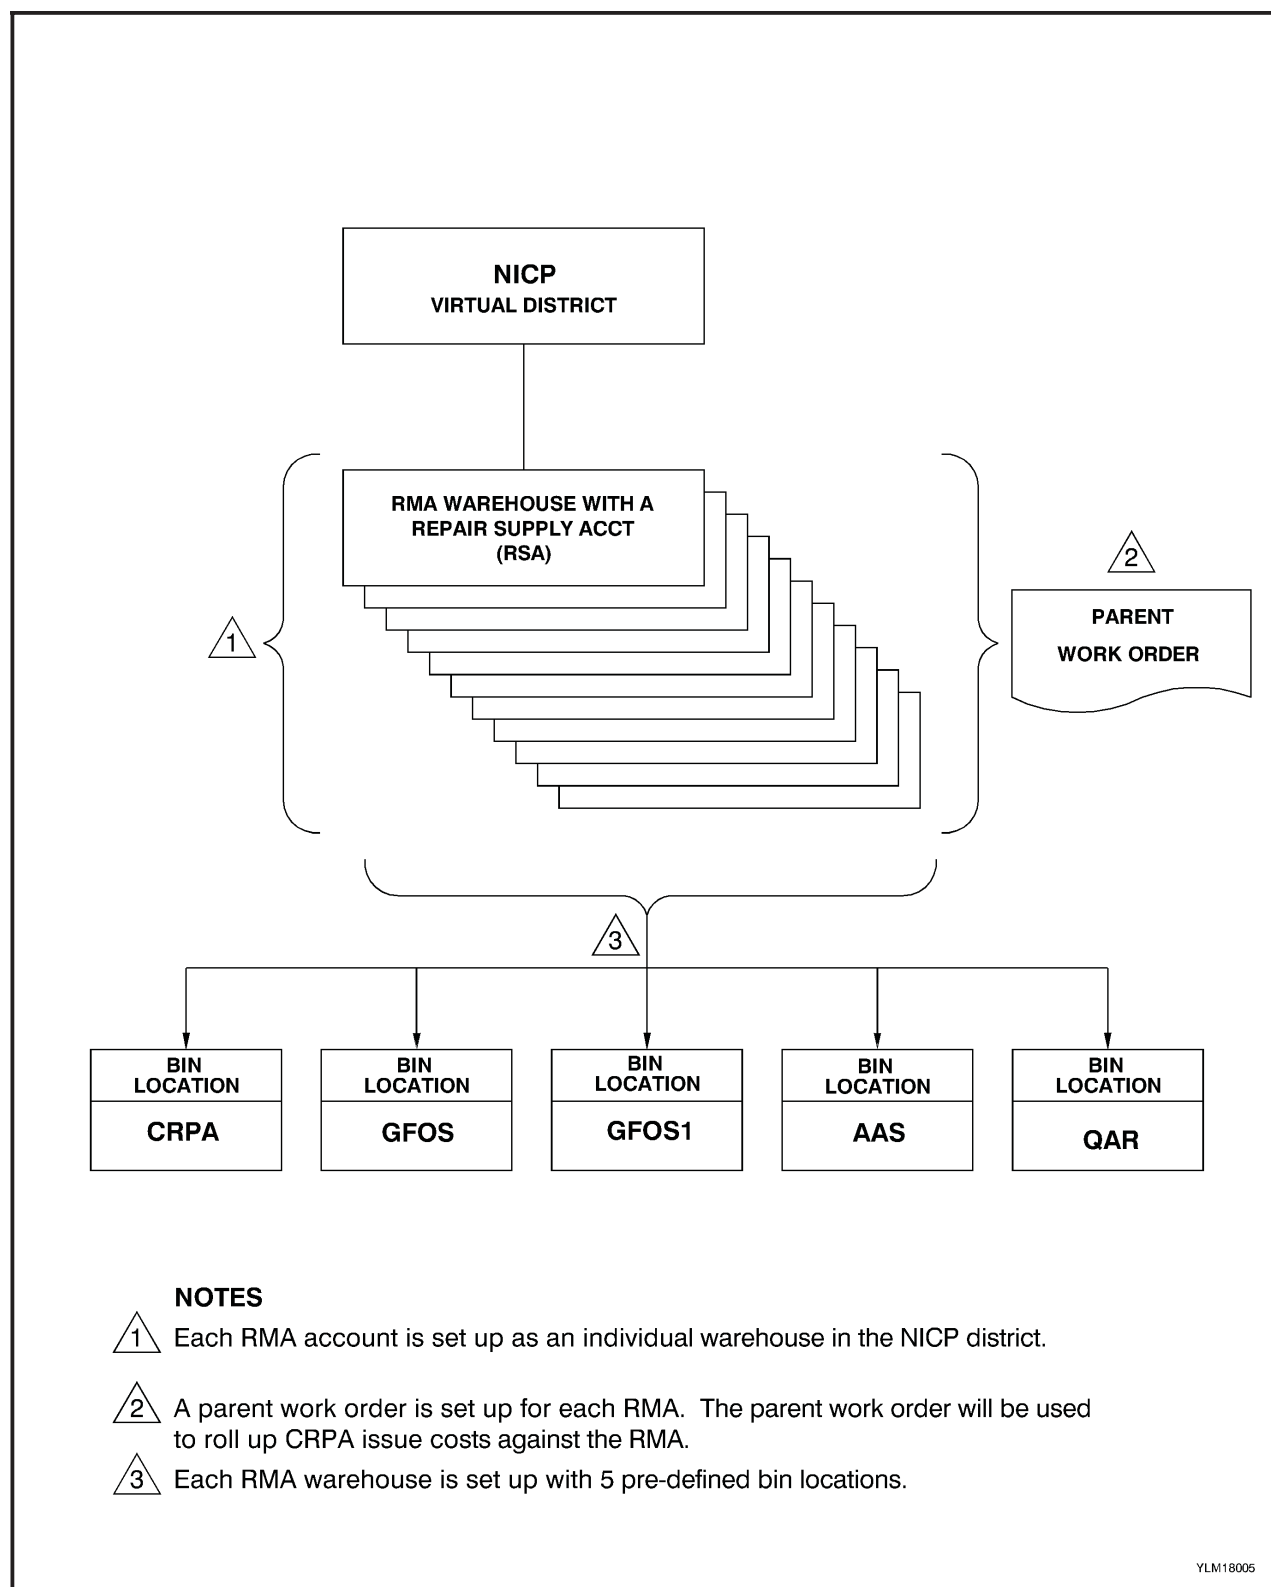 NICP
VIRTUAL DISTRICT
RMA WAREHOUSE WITH A
REPAIR SUPPLY ACCT
(RSA)
1
2
PARENT
WORK ORDER
3
BIN
LOCATION
CRPA
BIN
LOCATION
GFOS
BIN
LOCATION
GFOS1
BIN
LOCATION
AAS
BIN
LOCATION
QAR
NOTES
1 Each RMA account is set up as an individual warehouse in the NICP district.
2 A parent work order is set up for each RMA. The parent work order will be used
to roll up CRPA issue costs against the RMA.
3 Each RMA warehouse is set up with 5 pre-defined bin locations.
YLM18005